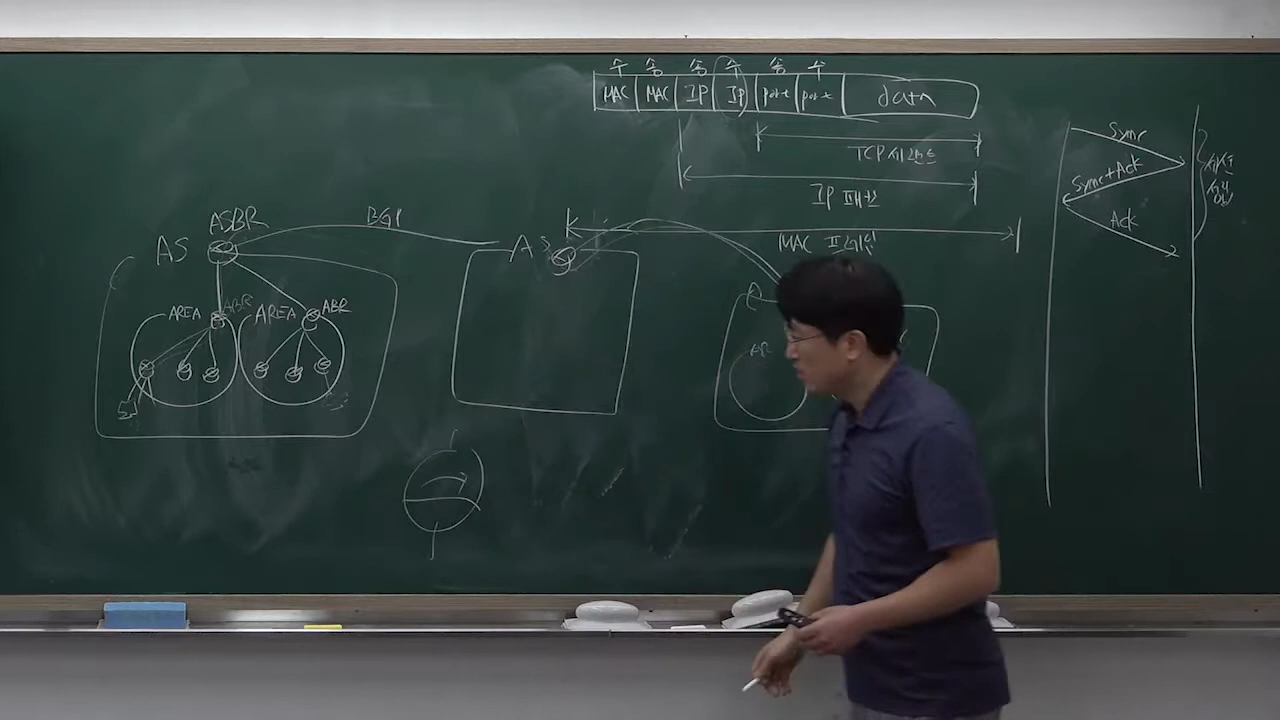 수 송 송 수 송 수
MAC MAC IP IP port port data
TCP 세그먼트
IP 패킷
MAC 프레임
Sync
Sync+Ack
Ack
ASBR
BGP
AS
AS
AREA ABR AREA ABR